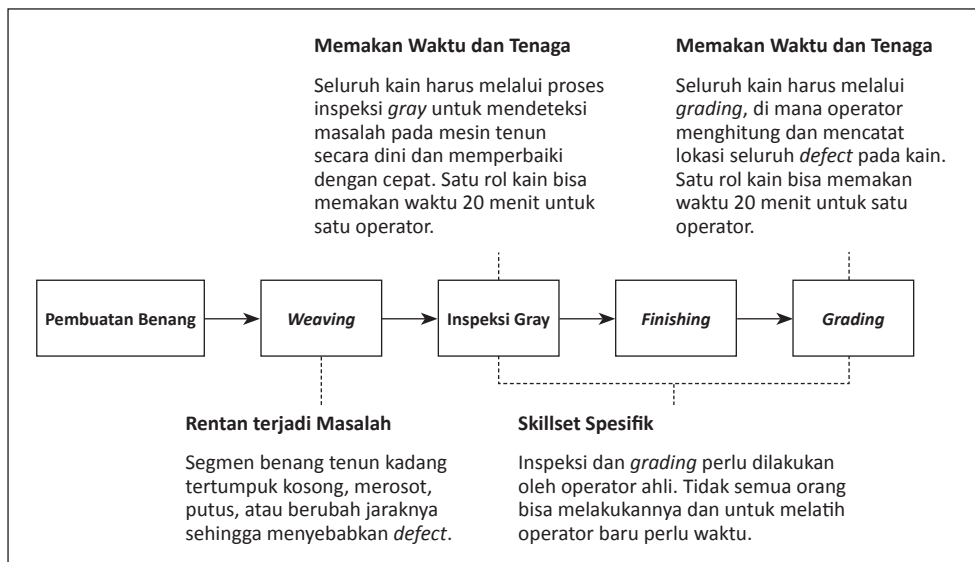 Memakan Waktu dan Tenaga
Seluruh kain harus melalui proses
inspeksi gray untuk mendeteksi
masalah pada mesin tenun
secara dini dan memperbaiki
dengan cepat. Satu rol kain bisa
memakan waktu 20 menit untuk
satu operator.
Memakan Waktu dan Tenaga
Seluruh kain harus melalui
grading, di mana operator
menghitung dan mencatat
lokasi seluruh defect pada kain.
Satu rol kain bisa memakan
waktu 20 menit untuk satu
operator.
Pembuatan Benang
Weaving
Inspeksi Gray
Finishing
Grading
Rentan terjadi Masalah
Segmen benang tenun kadang
tertumpuk kosong, merosot,
putus, atau berubah jaraknya
sehingga menyebabkan defect.
Skillset Spesifik
Inspeksi dan grading perlu dilakukan
oleh operator ahli. Tidak semua orang
bisa melakukannya dan untuk melatih
operator baru perlu waktu.